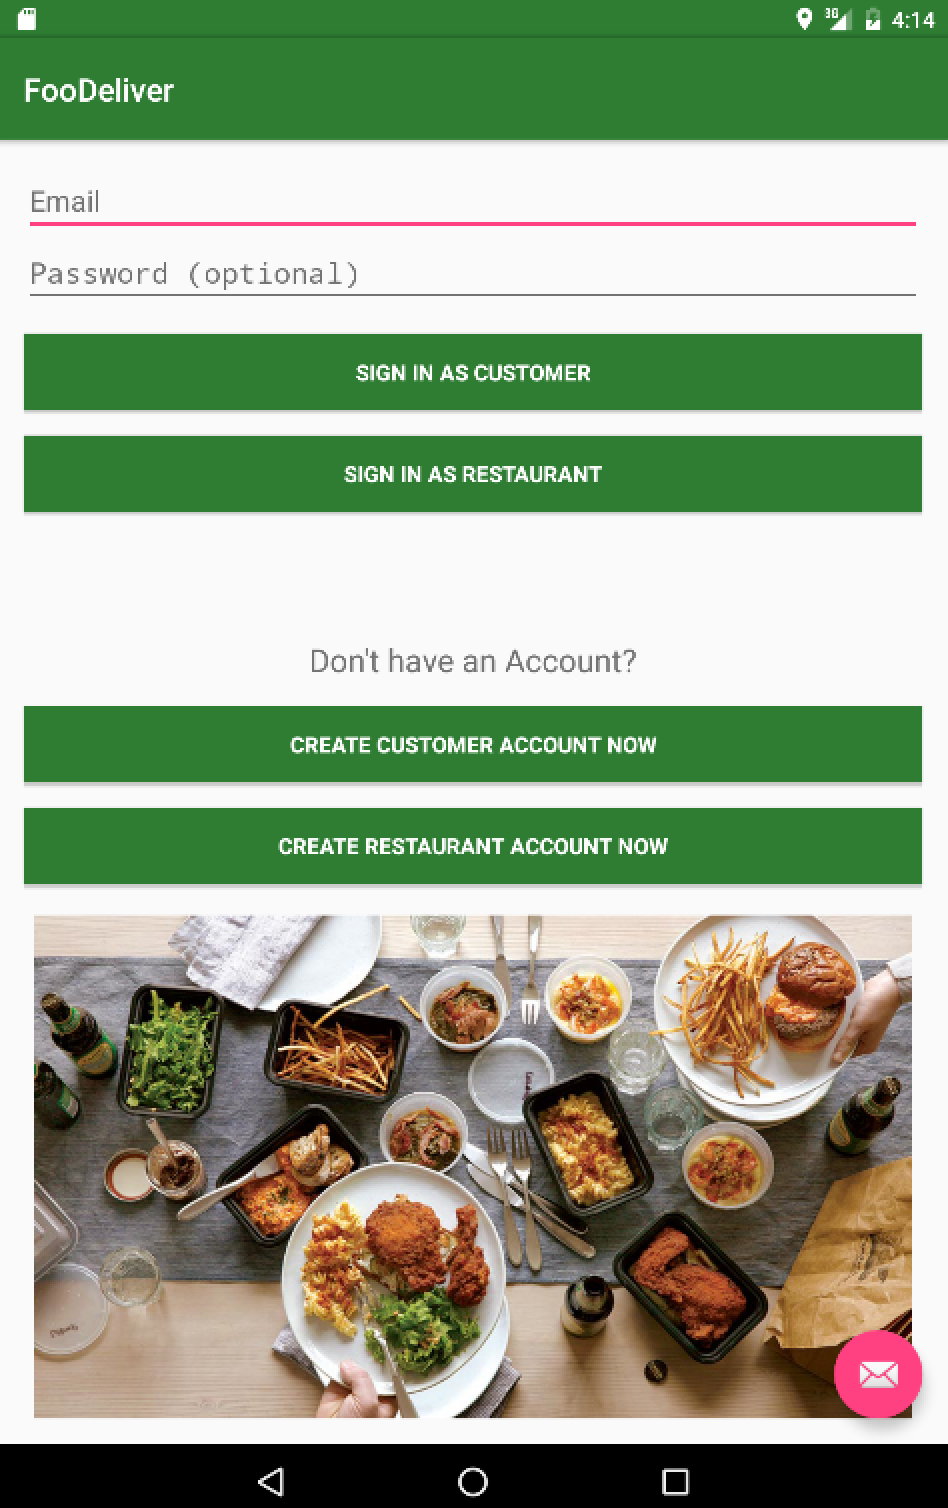 3G 4:14
FooDeliver
Email
Password (optional)
SIGN IN AS CUSTOMER
SIGN IN AS RESTAURANT
Don't have an Account?
CREATE CUSTOMER ACCOUNT NOW
CREATE RESTAURANT ACCOUNT NOW